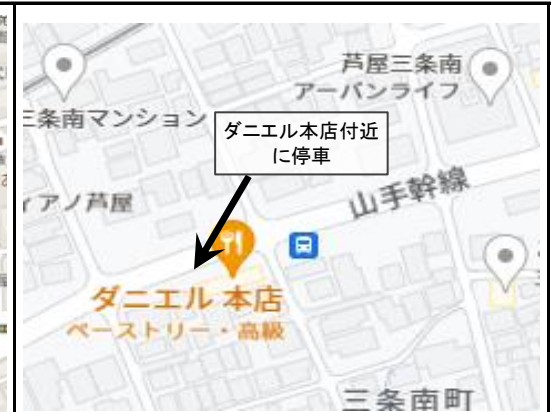 芦屋三条南
アーバンライフ
三条南マンション
ダニエル本店付近
に停車
ィアノ芦屋
山手幹線
ダニエル 本店
ペーストリー・高級
三条南町